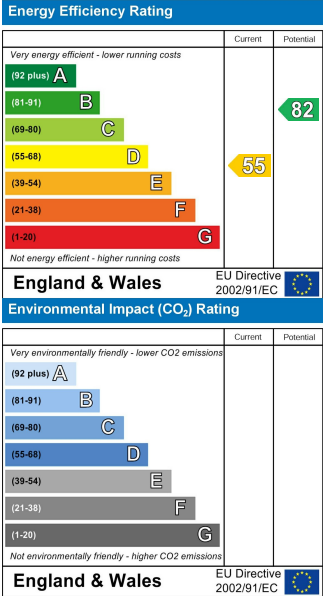 Energy Efficiency Rating
Current Potential
Very energy efficient - lower running costs
(92 plus) A
(81-91) B
82
(69-80) C
(55-68) D
55
(39-54) E
(21-38) F
(1-20) G
Not energy efficient - higher running costs
England & Wales
EU Directive
2002/91/EC
Environmental Impact (CO₂) Rating
Current Potential
Very environmentally friendly - lower CO2 emissions
(92 plus) A
(81-91) B
(69-80) C
(55-68) D
(39-54) E
(21-38) F
(1-20) G
Not environmentally friendly - higher CO2 emissions
England & Wales
EU Directive
2002/91/EC